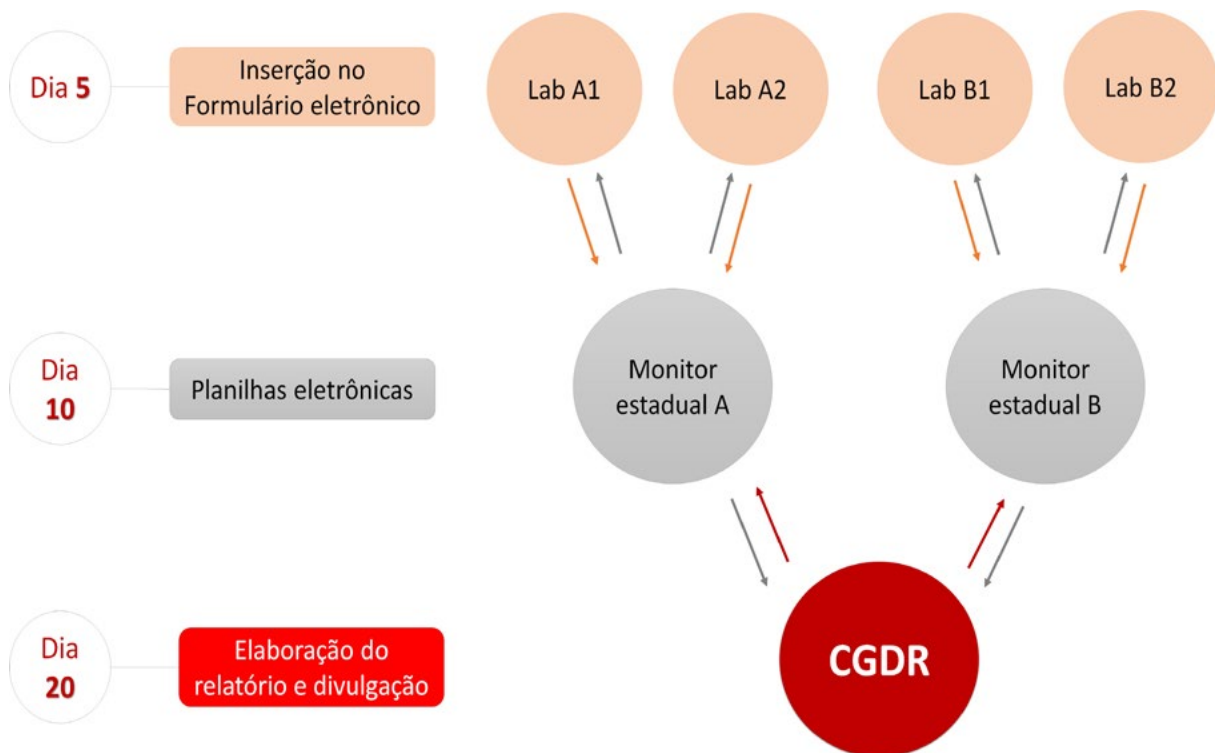 Dia 5
Inserção no
Formulário eletrônico
Lab A1
Lab A2
Lab B1
Lab B2
Dia
10
Planilhas eletrônicas
Monitor
estadual A
Monitor
estadual B
Dia
20
Elaboração do
relatório e divulgação
CGDR